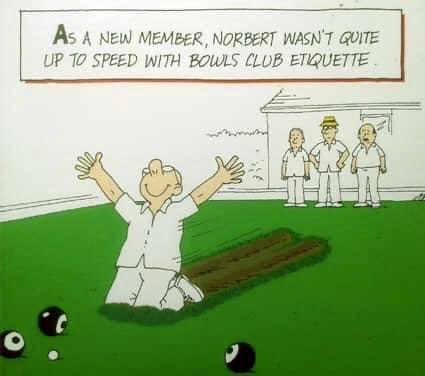 AS A NEW MEMBER, NORBERT WASN'T QUITE
UP TO SPEED WITH BOWLS CLUB ETIQUETTE.